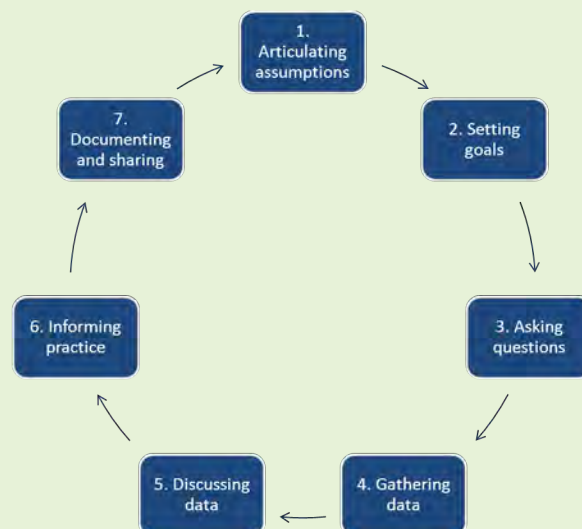 1.
Articulating
assumptions
2. Setting
goals
3. Asking
questions
4. Gathering
data
5. Discussing
data
6. Informing
practice
7.
Documenting
and sharing